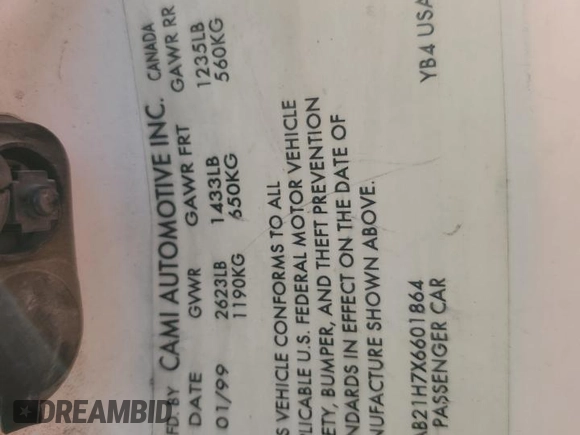 FD BY CAMI AUTOMOTIVE INC. CANADA
DATE GVWR GAWR FRT GAWR RR
01/99 2623LB 1433LB 1235LB
1190KG 650KG 560KG
S VEHICLE CONFORMS TO ALL
PLICABLE U.S. FEDERAL MOTOR VEHICLE
ETY, BUMPER, AND THEFT PREVENTION
NDARDS IN EFFECT ON THE DATE OF
NUFACTURE SHOWN ABOVE.
AB21H7X6601864 YB4 USA
PASSENGER CAR
DREAMBID